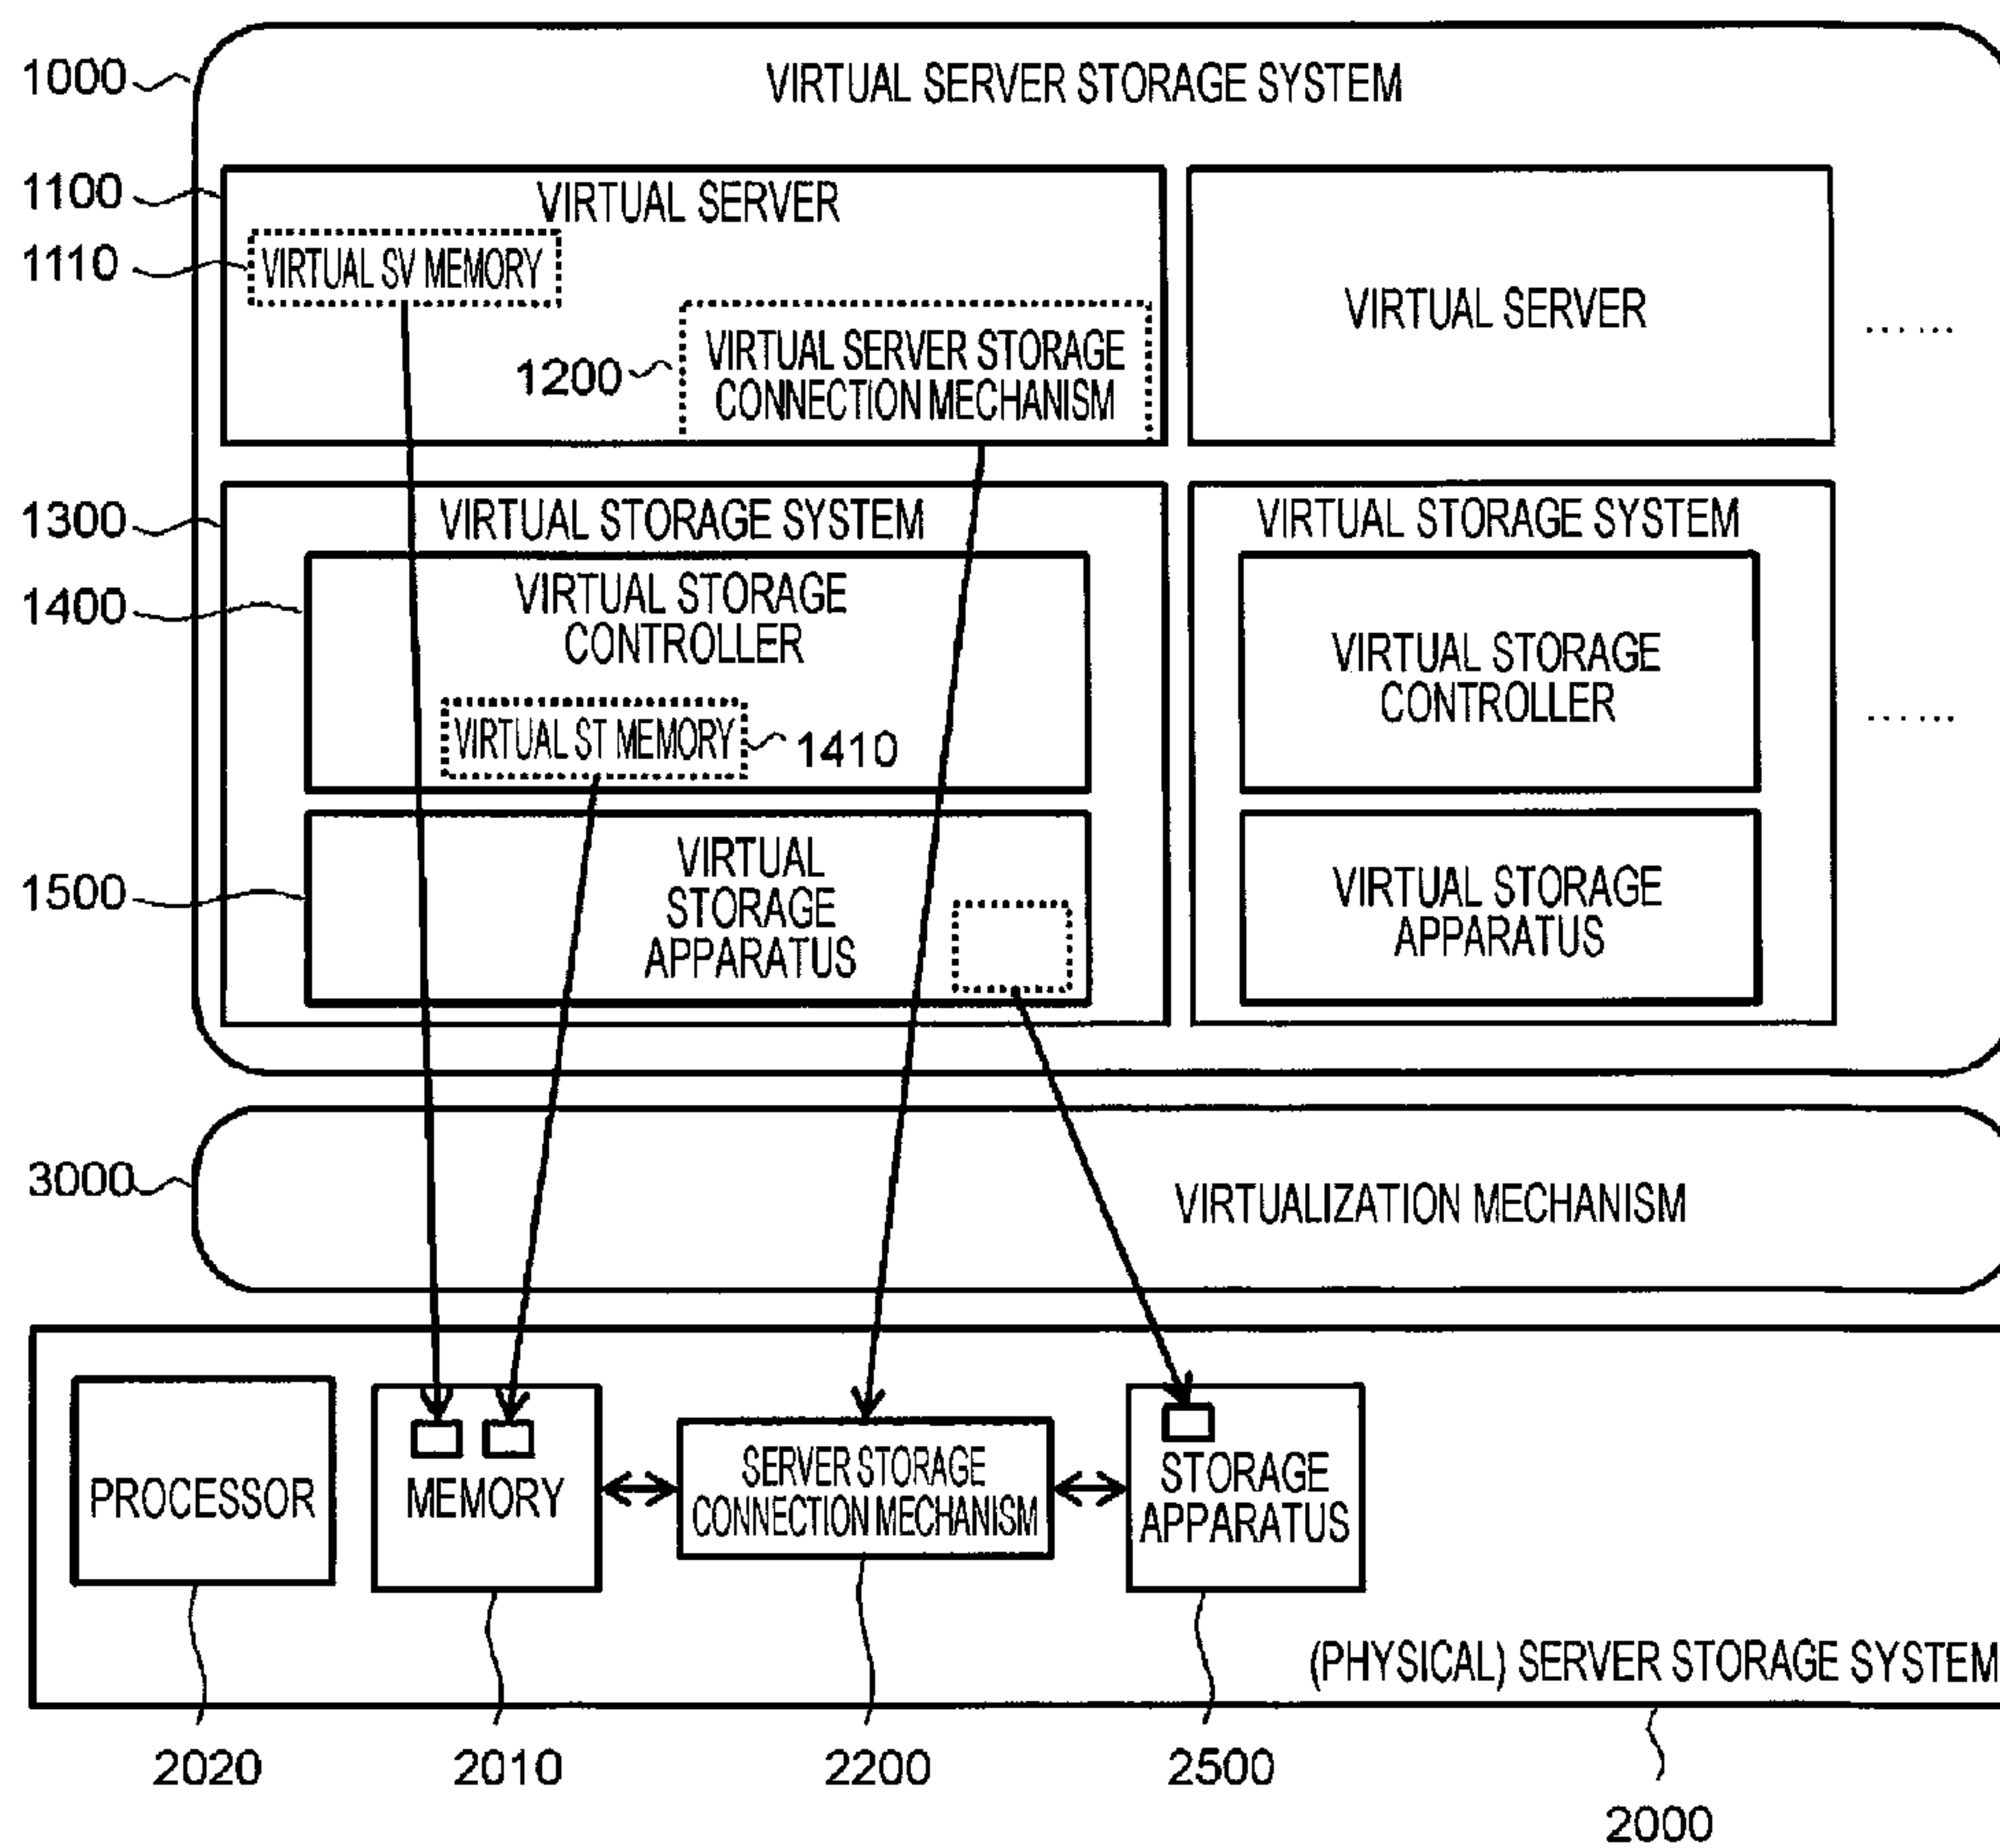 1000
VIRTUAL SERVER STORAGE SYSTEM
1100
VIRTUAL SERVER
1110
VIRTUAL SV MEMORY
1200
VIRTUAL SERVER STORAGE
CONNECTION MECHANISM
VIRTUAL SERVER
......
1300
VIRTUAL STORAGE SYSTEM
1400
VIRTUAL STORAGE
CONTROLLER
VIRTUAL ST MEMORY
1410
1500
VIRTUAL
STORAGE
APPARATUS
VIRTUAL STORAGE SYSTEM
VIRTUAL STORAGE
CONTROLLER
......
VIRTUAL STORAGE
APPARATUS
3000
VIRTUALIZATION MECHANISM
PROCESSOR
MEMORY
SERVER STORAGE
CONNECTION MECHANISM
STORAGE
APPARATUS
(PHYSICAL) SERVER STORAGE SYSTEM
2020
2010
2200
2500
2000